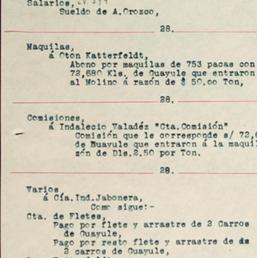 Salarios,
Sueldo de A.Orozco,
28.
Maquilas,
á Oton Katterfeldt,
Abono por maquilas de 753 pacas con
72,680 Kls. de Guayule que entraron
al Molino á razón de $ 50.00 Ton,
28.
Comisiones,
á Indalecio Valadéz "Cta.Comisión"
Comisión que le corresponde s/ 72,6
de Guayule que entraron á la maquil
zón de Dls.2.50 por Ton.
28.
Varios
á Cía.Ind.Jabonera,
Como sigue:-
Cta. de Fletes,
Pago por flete y arrastre de 2 Carros
de Guayule,
Pago por resto flete y arrastre de
2 carros de Guayule,